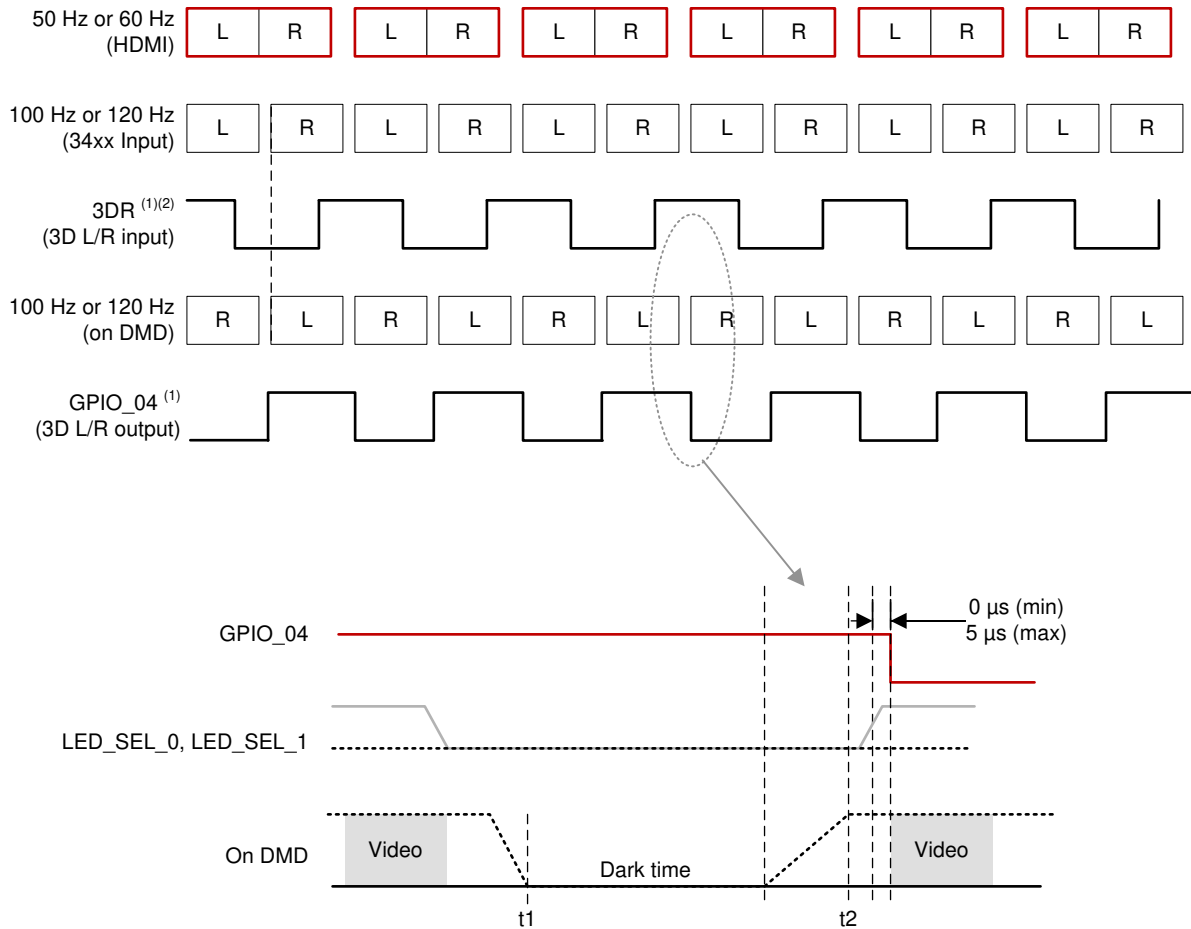 50 Hz or 60 Hz
(HDMI)
L R L R L R L R L R L R
100 Hz or 120 Hz
(34xx Input)
L R L R L R L R L R L R
3DR (1)(2)
(3D L/R input)
100 Hz or 120 Hz
(on DMD)
R L R L R L R L R L R L
GPIO_04 (1)
(3D L/R output)
GPIO_04
0 µs (min)
5 µs (max)
LED_SEL_0, LED_SEL_1
On DMD
Video
Dark time
Video
t1
t2